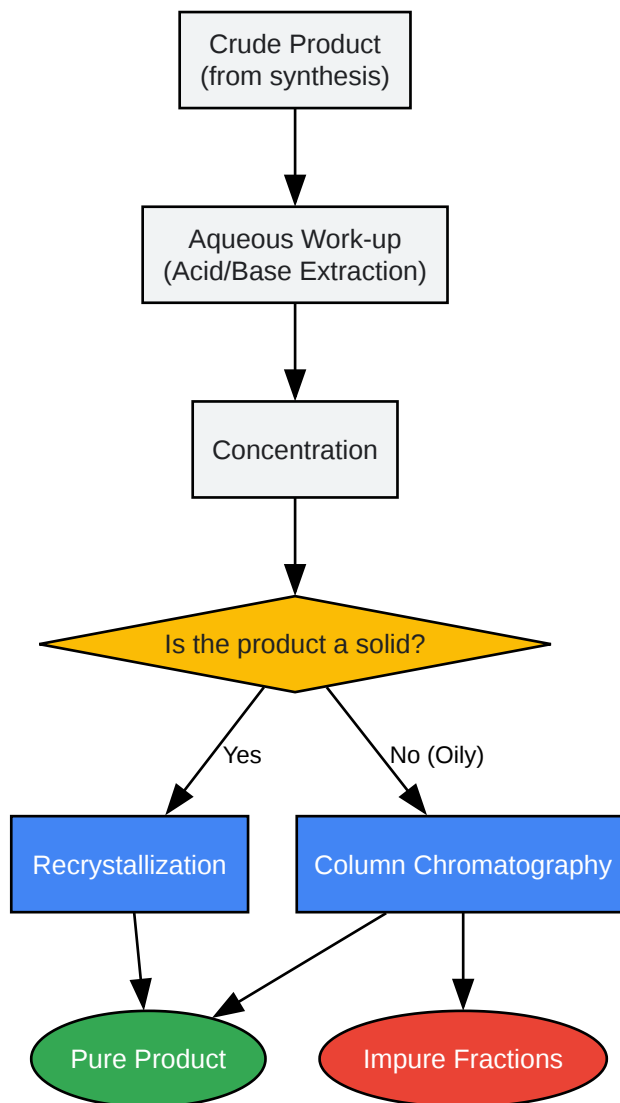 Crude Product
(from synthesis)
Aqueous Work-up
(Acid/Base Extraction)
Concentration
Is the product a solid?
Yes
No (Oily)
Recrystallization
Column Chromatography
Pure Product
Impure Fractions